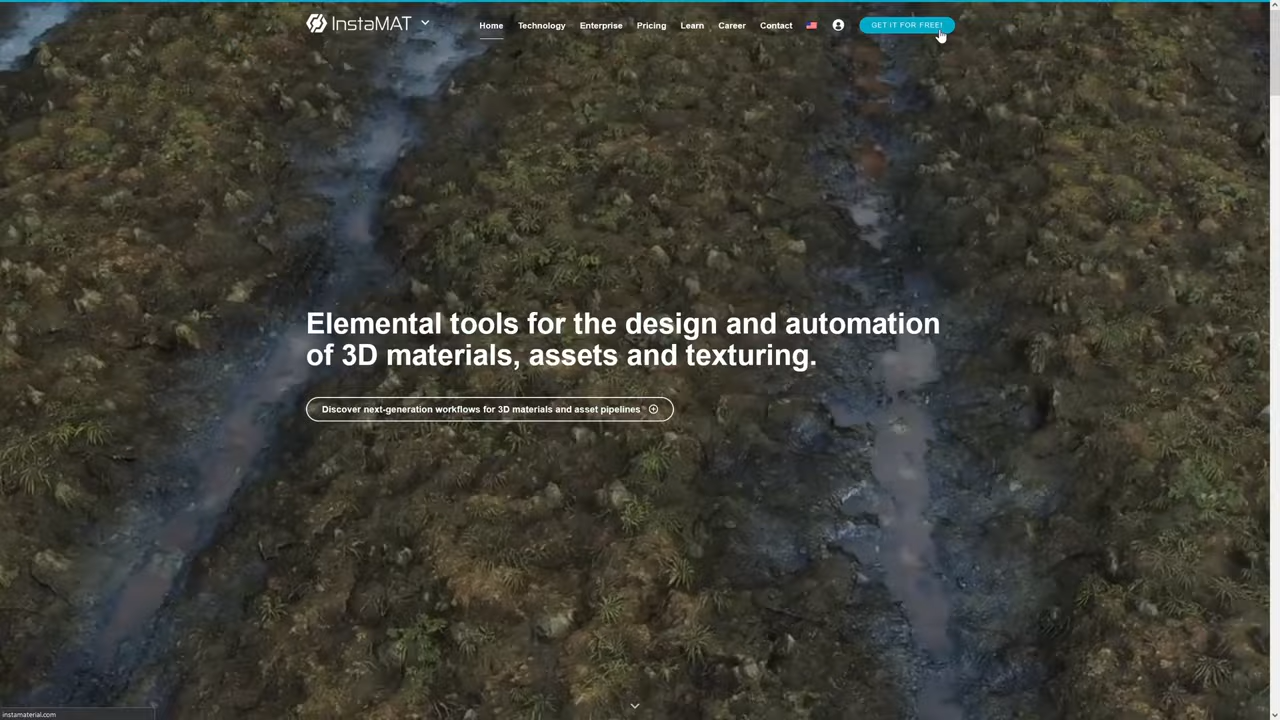 InstaMAT
Home Technology Enterprise Pricing Learn Career Contact GET IT FOR FREE!
Elemental tools for the design and automation
of 3D materials, assets and texturing.
Discover next-generation workflows for 3D materials and asset pipelines
instamaterial.com